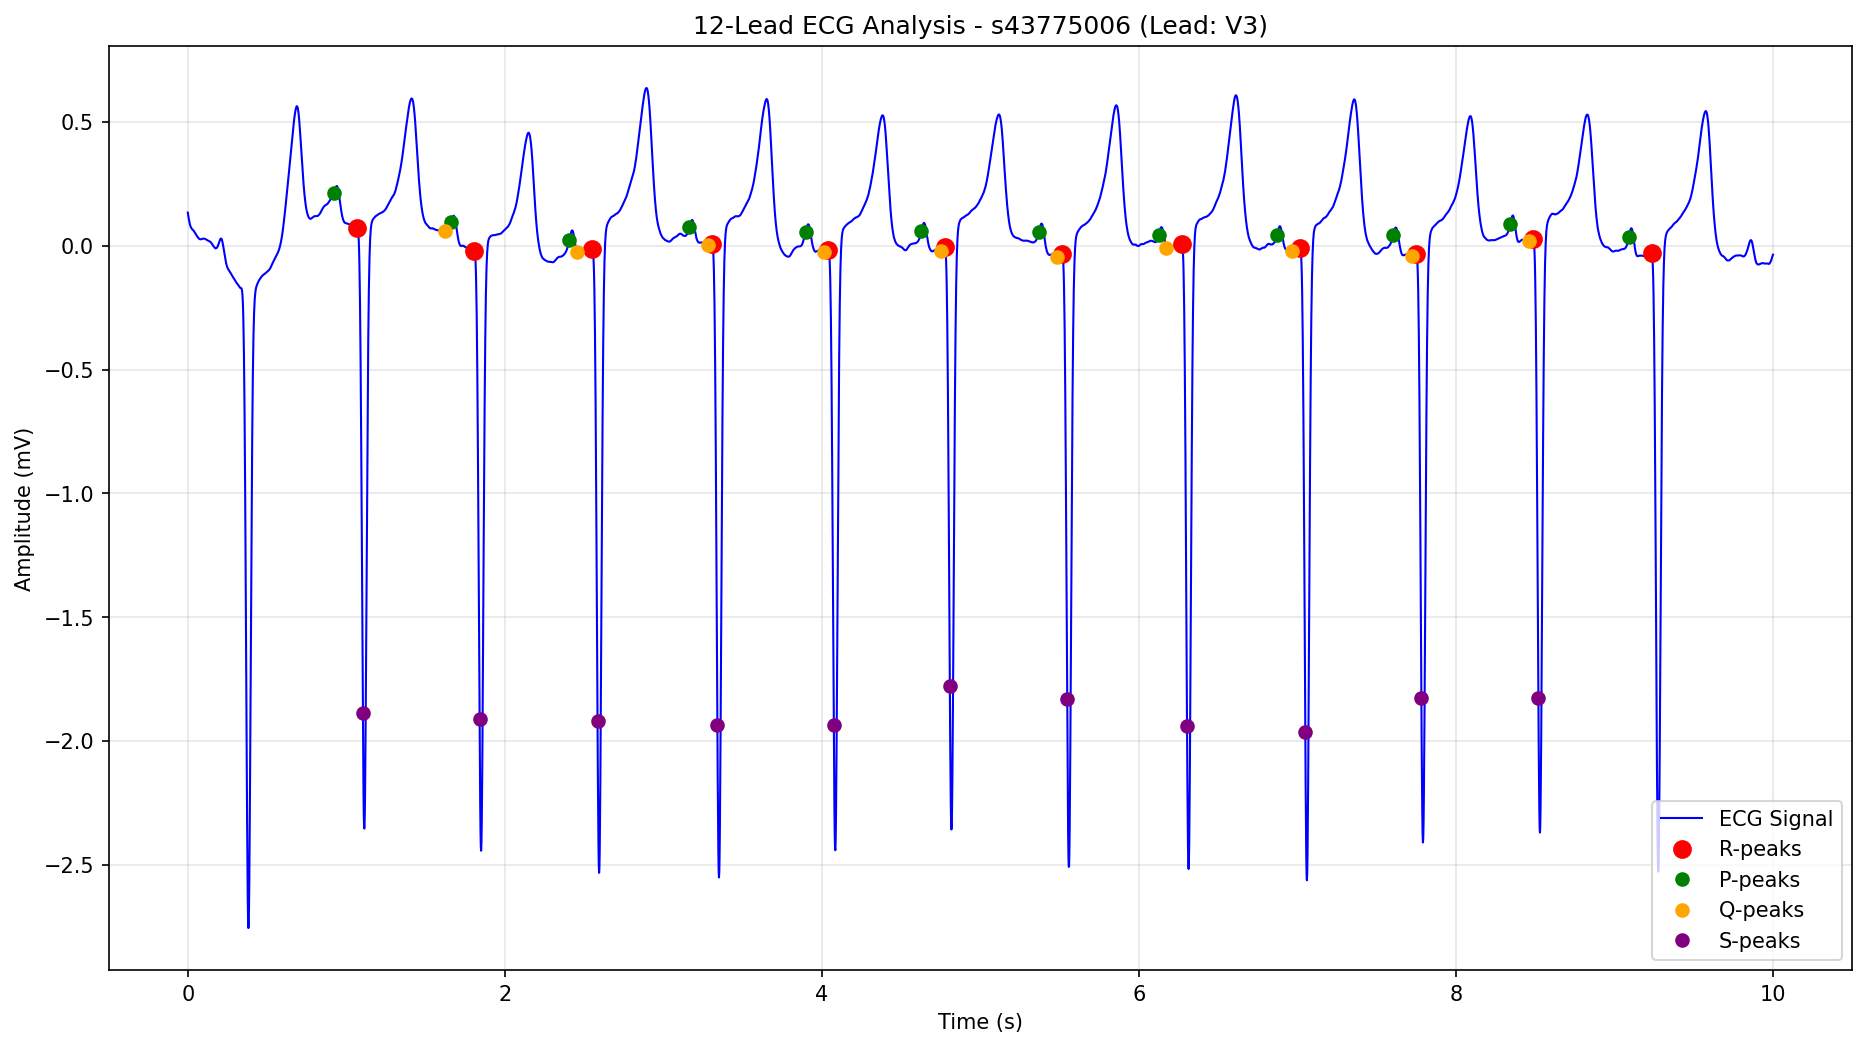 12-Lead ECG Analysis - s43775006 (Lead: V3)
Amplitude (mV)
0.5
0.0
−0.5
−1.0
−1.5
−2.0
−2.5
0 2 4 6 8 10
Time (s)
ECG Signal
R-peaks
P-peaks
Q-peaks
S-peaks